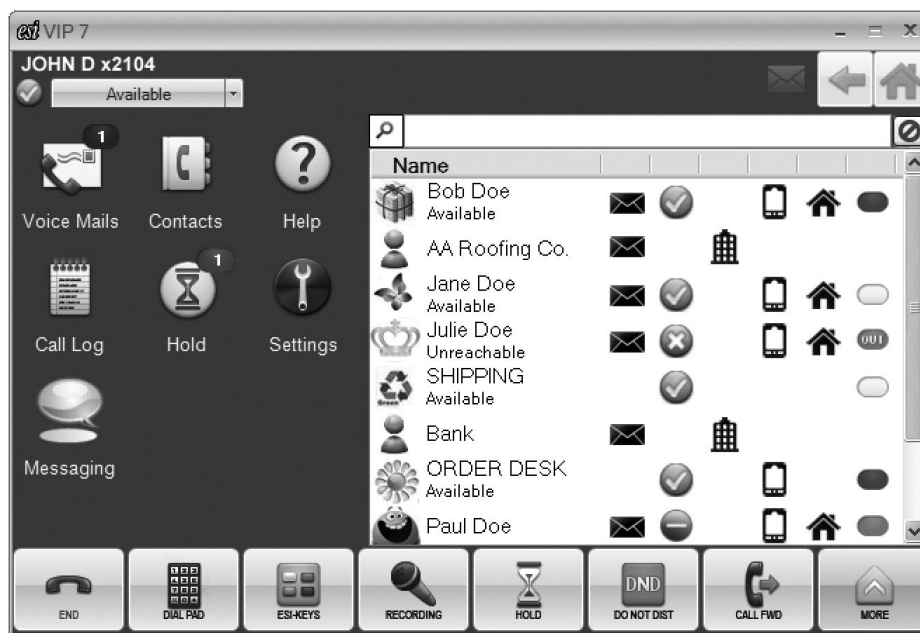 esi VIP 7
JOHN D x2104
Available
1
Voice Mails
Contacts
Help
1
Call Log
Hold
Settings
Messaging
Name
Bob Doe
Available
AA Roofing Co.
Jane Doe
Available
Julie Doe
Unreachable
OUT
SHIPPING
Available
Green
Bank
ORDER DESK
Available
Paul Doe
END
DIAL PAD
ESI-KEYS
RECORDING
HOLD
DND
DO NOT DIST
CALL FWD
MORE